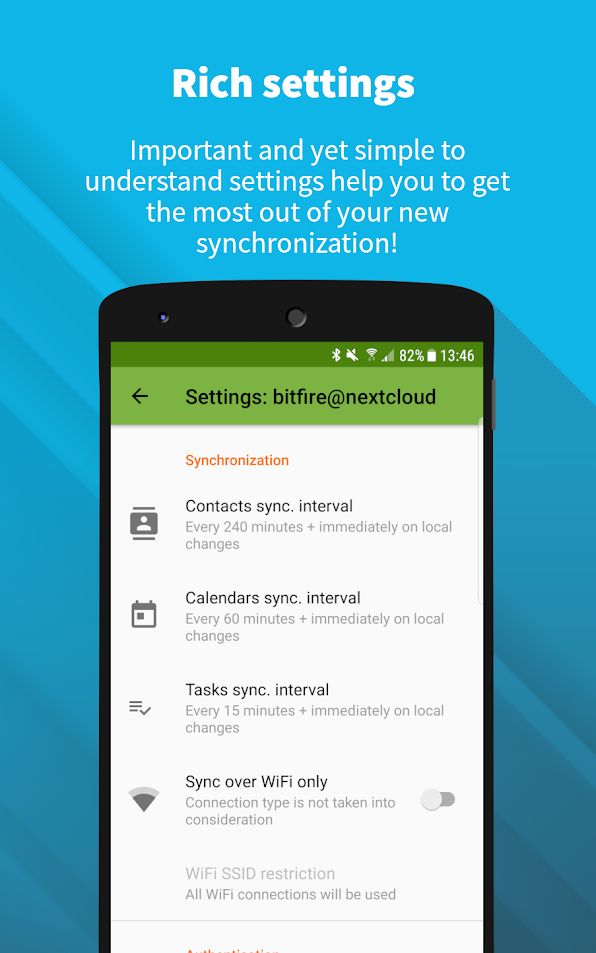 Rich settings
Important and yet simple to
understand settings help you to get
the most out of your new
synchronization!
82% 13:46
Settings: bitfire@nextcloud
Synchronization
Contacts sync. interval
Every 240 minutes + immediately on local
changes
Calendars sync. interval
Every 60 minutes + immediately on local
changes
Tasks sync. interval
Every 15 minutes + immediately on local
changes
Sync over WiFi only
Connection type is not taken into
consideration
WiFi SSID restriction
All WiFi connections will be used